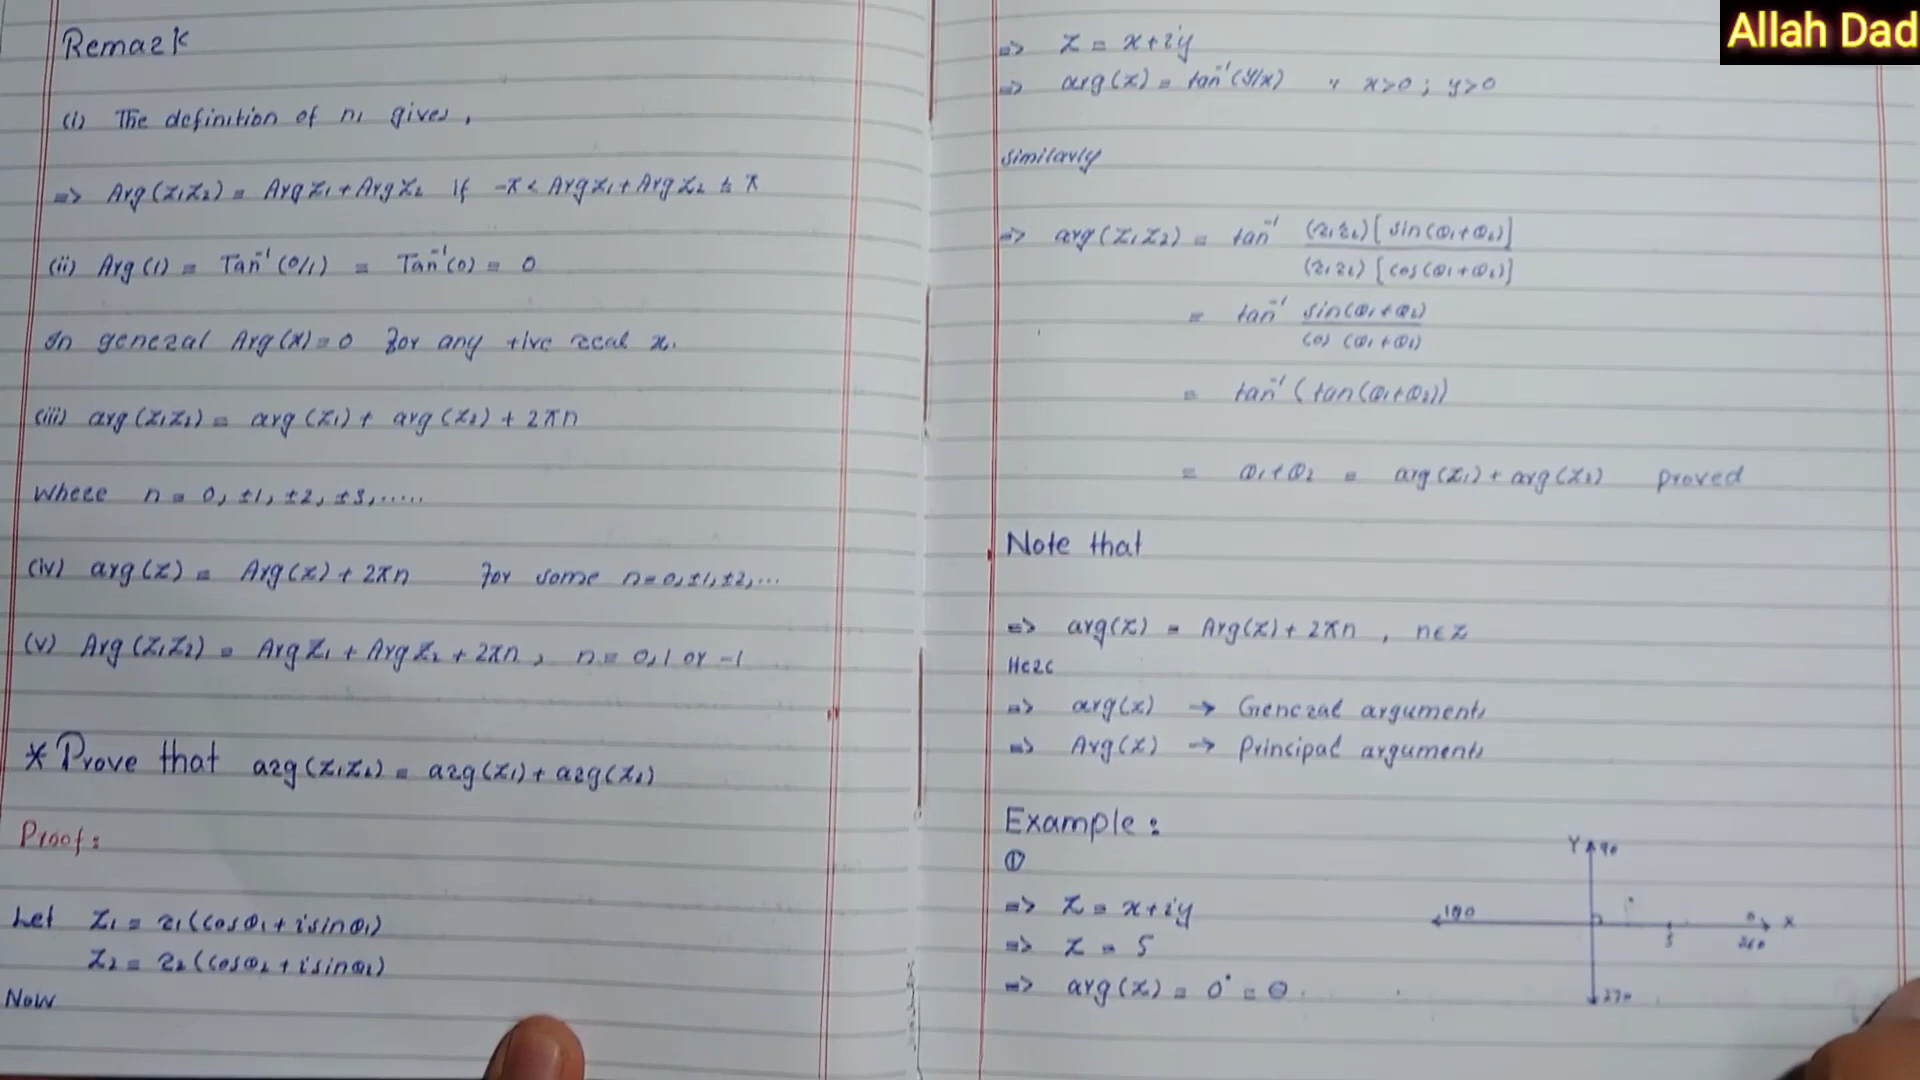 Remark
(i) The definition of n, gives,
=> Arg(z₁z₂) = Arg z₁ + Arg z₂ if -π < Arg z₁ + Arg z₂ ≤ π
(ii) Arg(1) = Tan⁻¹(0/1) = Tan⁻¹(0) = 0
In general Arg(x)=0 for any +ive real x.
(iii) arg(z₁z₂) = arg(z₁) + arg(z₂) + 2πn
Where n = 0, ±1, ±2, ±3,.....
(iv) arg(z) = Arg(z) + 2πn for some n=0,±1,±2,...
(v) Arg(z₁z₂) = Arg z₁ + Arg z₂ + 2πn, n = 0,1 or -1
* Prove that arg(z₁z₂) = arg(z₁) + arg(z₂)
Proof:
Let z₁ = r₁(cosθ₁ + isinθ₁)
z₂ = r₂(cosθ₂ + isinθ₂)
Now
Allah Dad
=> z = x+iy
=> arg(z) = tan⁻¹(y/x) ∵ x>0 ; y>0
Similarly
=> arg(z₁z₂) = tan⁻¹ (r₁r₂)[sin(θ₁+θ₂)]
(r₁r₂)[cos(θ₁+θ₂)]
= tan⁻¹ sin(θ₁+θ₂)
cos(θ₁+θ₂)
= tan⁻¹(tan(θ₁+θ₂))
= θ₁+θ₂ = arg(z₁) + arg(z₂) proved
Note that
=> arg(z) = Arg(z) + 2πn , n∈z
Here
=> arg(z) → General arguments
=> Arg(z) → Principal arguments
Example:
①
=> z = x+iy
=> z = 5
=> arg(z) = 0° = θ
Y 90
180 0 X
5 360
270